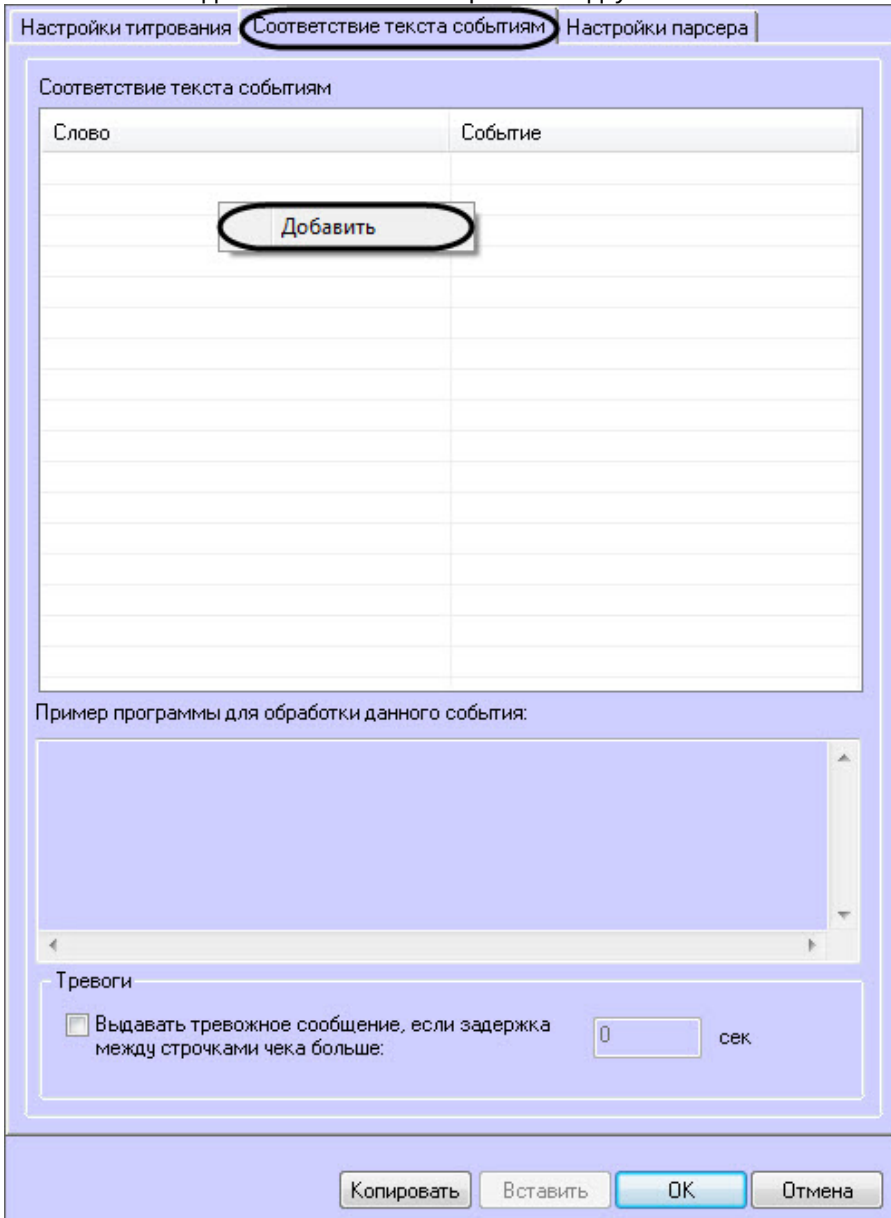 Настройки титрования Соответствие текста событиям Настройки парсера
Соответствие текста событиям
Слово Событие
Добавить
Пример программы для обработки данного события:
Тревоги
Выдавать тревожное сообщение, если задержка
между строчками чека больше:
0 сек
Копировать Вставить OK Отмена